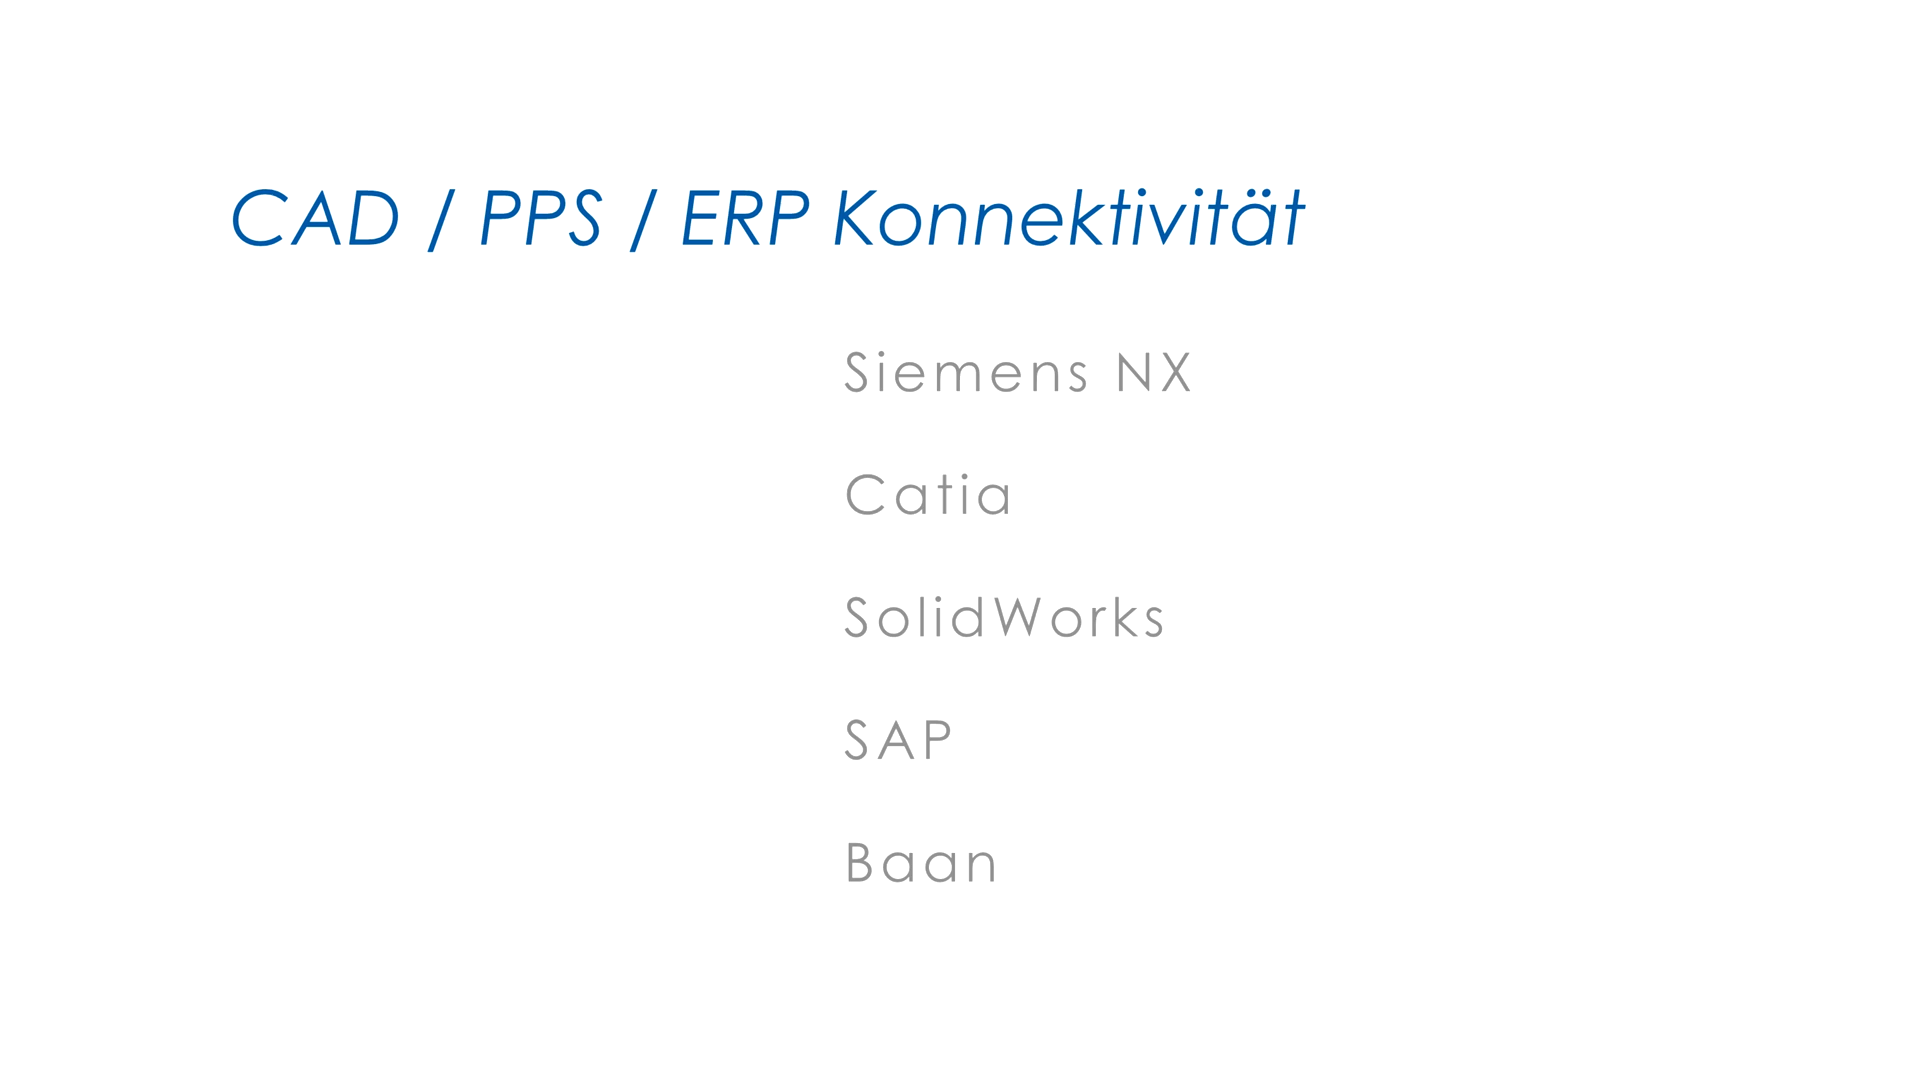 CAD / PPS / ERP Konnektivität
Siemens NX
Catia
SolidWorks
SAP
Baan